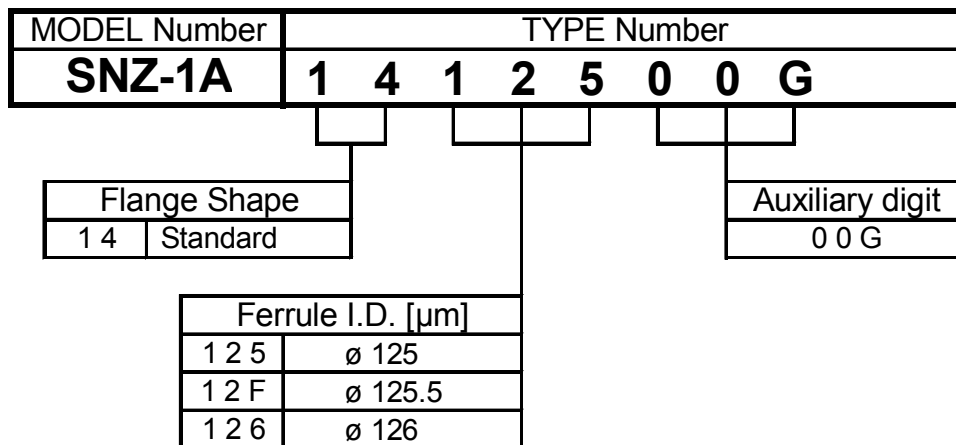 MODEL Number TYPE Number
SNZ-1A 1 4 1 2 5 0 0 G
Flange Shape
1 4 Standard
Auxiliary digit
0 0 G
Ferrule I.D. [µm]
1 2 5 ø 125
1 2 F ø 125.5
1 2 6 ø 126